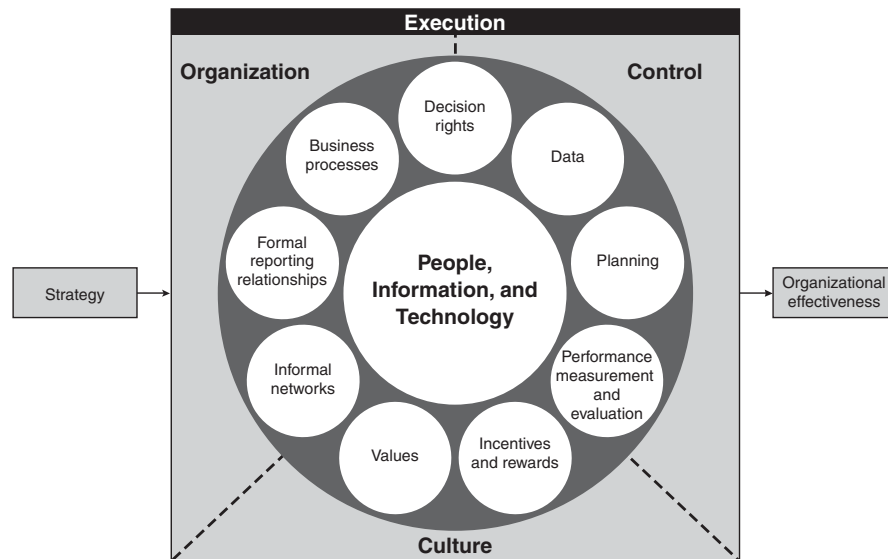 Execution
Organization
Control
Decision
rights
Business
processes
Data
Formal
reporting
relationships
Planning
People,
Information, and
Technology
Strategy
Organizational
effectiveness
Informal
networks
Performance
measurement
and
evaluation
Values
Incentives
and rewards
Culture